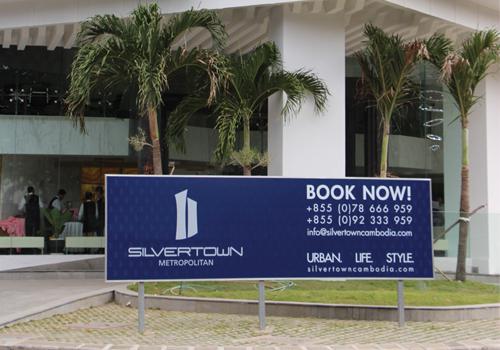 SILVERTOWN
METROPOLITAN
BOOK NOW!
+855 (0)78 666 959
+855 (0)92 333 959
info@silvertowncambodia.com
URBAN. LIFE. STYLE.
silvertowncambodia.com